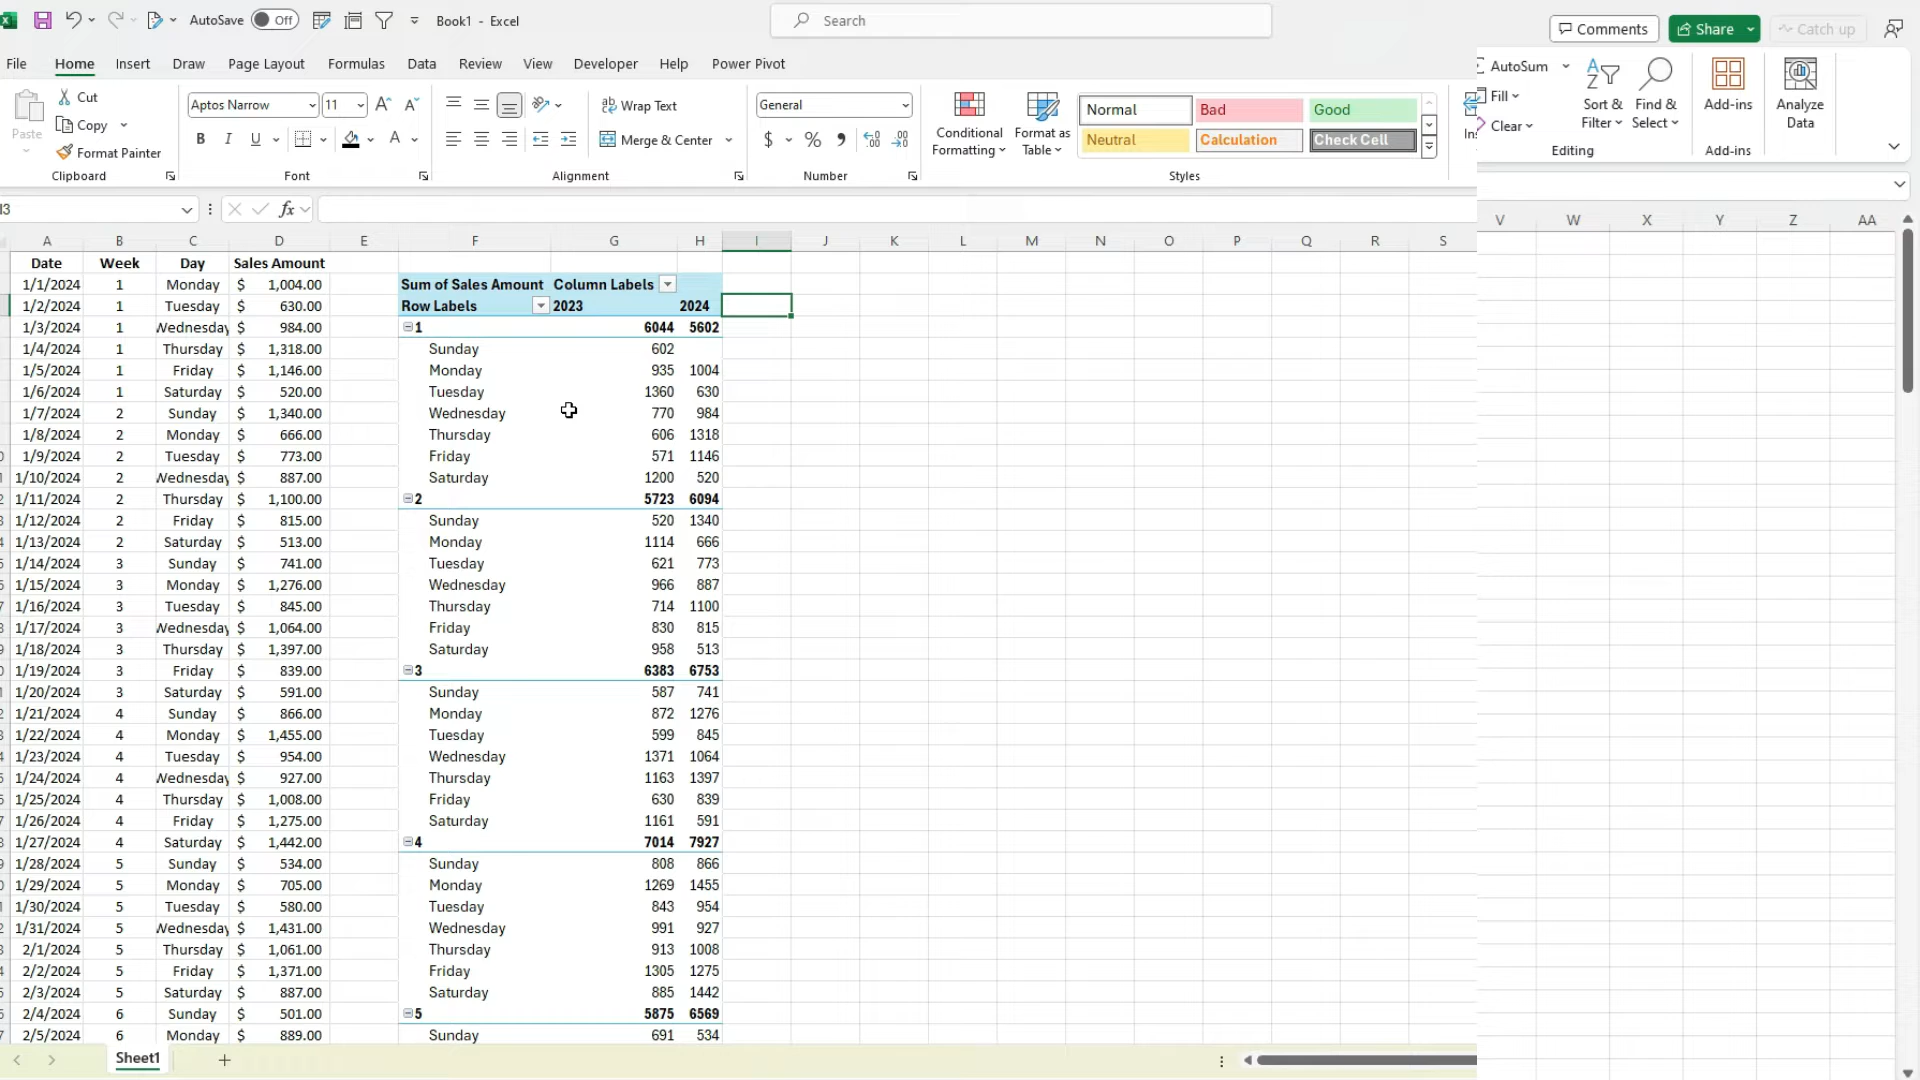 AutoSave Off Book1 - Excel Search
Comments Share Catch up
File Home Insert Draw Page Layout Formulas Data Review View Developer Help Power Pivot
Paste Cut Copy Format Painter Clipboard
Aptos Narrow 11 B I U Font
Wrap Text Merge & Center Alignment
General $ % Number
Conditional Formatting Format as Table
Normal Bad Good
Neutral Calculation Check Cell
Styles
AutoSum Fill Clear Sort & Filter Find & Select Editing
Add-ins Add-ins Analyze Data
fx
A B C D E F G H I J K L M N O P Q R S V W X Y Z AA
Date Week Day Sales Amount
1/1/2024 1 Monday $ 1,004.00 Sum of Sales Amount Column Labels
1/2/2024 1 Tuesday $ 630.00 Row Labels 2023 2024
1/3/2024 1 Wednesday $ 984.00 1 6044 5602
1/4/2024 1 Thursday $ 1,318.00 Sunday 602
1/5/2024 1 Friday $ 1,146.00 Monday 935 1004
1/6/2024 1 Saturday $ 520.00 Tuesday 1360 630
1/7/2024 2 Sunday $ 1,340.00 Wednesday 770 984
1/8/2024 2 Monday $ 666.00 Thursday 606 1318
1/9/2024 2 Tuesday $ 773.00 Friday 571 1146
1/10/2024 2 Wednesday $ 887.00 Saturday 1200 520
1/11/2024 2 Thursday $ 1,100.00 2 5723 6094
1/12/2024 2 Friday $ 815.00 Sunday 520 1340
1/13/2024 2 Saturday $ 513.00 Monday 1114 666
1/14/2024 3 Sunday $ 741.00 Tuesday 621 773
1/15/2024 3 Monday $ 1,276.00 Wednesday 966 887
1/16/2024 3 Tuesday $ 845.00 Thursday 714 1100
1/17/2024 3 Wednesday $ 1,064.00 Friday 830 815
1/18/2024 3 Thursday $ 1,397.00 Saturday 958 513
1/19/2024 3 Friday $ 839.00 3 6383 6753
1/20/2024 3 Saturday $ 591.00 Sunday 587 741
1/21/2024 4 Sunday $ 866.00 Monday 872 1276
1/22/2024 4 Monday $ 1,455.00 Tuesday 599 845
1/23/2024 4 Tuesday $ 954.00 Wednesday 1371 1064
1/24/2024 4 Wednesday $ 927.00 Thursday 1163 1397
1/25/2024 4 Thursday $ 1,008.00 Friday 630 839
1/26/2024 4 Friday $ 1,275.00 Saturday 1161 591
1/27/2024 4 Saturday $ 1,442.00 4 7014 7927
1/28/2024 5 Sunday $ 534.00 Sunday 808 866
1/29/2024 5 Monday $ 705.00 Monday 1269 1455
1/30/2024 5 Tuesday $ 580.00 Tuesday 843 954
1/31/2024 5 Wednesday $ 1,431.00 Wednesday 991 927
2/1/2024 5 Thursday $ 1,061.00 Thursday 913 1008
2/2/2024 5 Friday $ 1,371.00 Friday 1305 1275
2/3/2024 5 Saturday $ 887.00 Saturday 885 1442
2/4/2024 6 Sunday $ 501.00 5 5875 6569
2/5/2024 6 Monday $ 889.00 Sunday 691 534
Sheet1